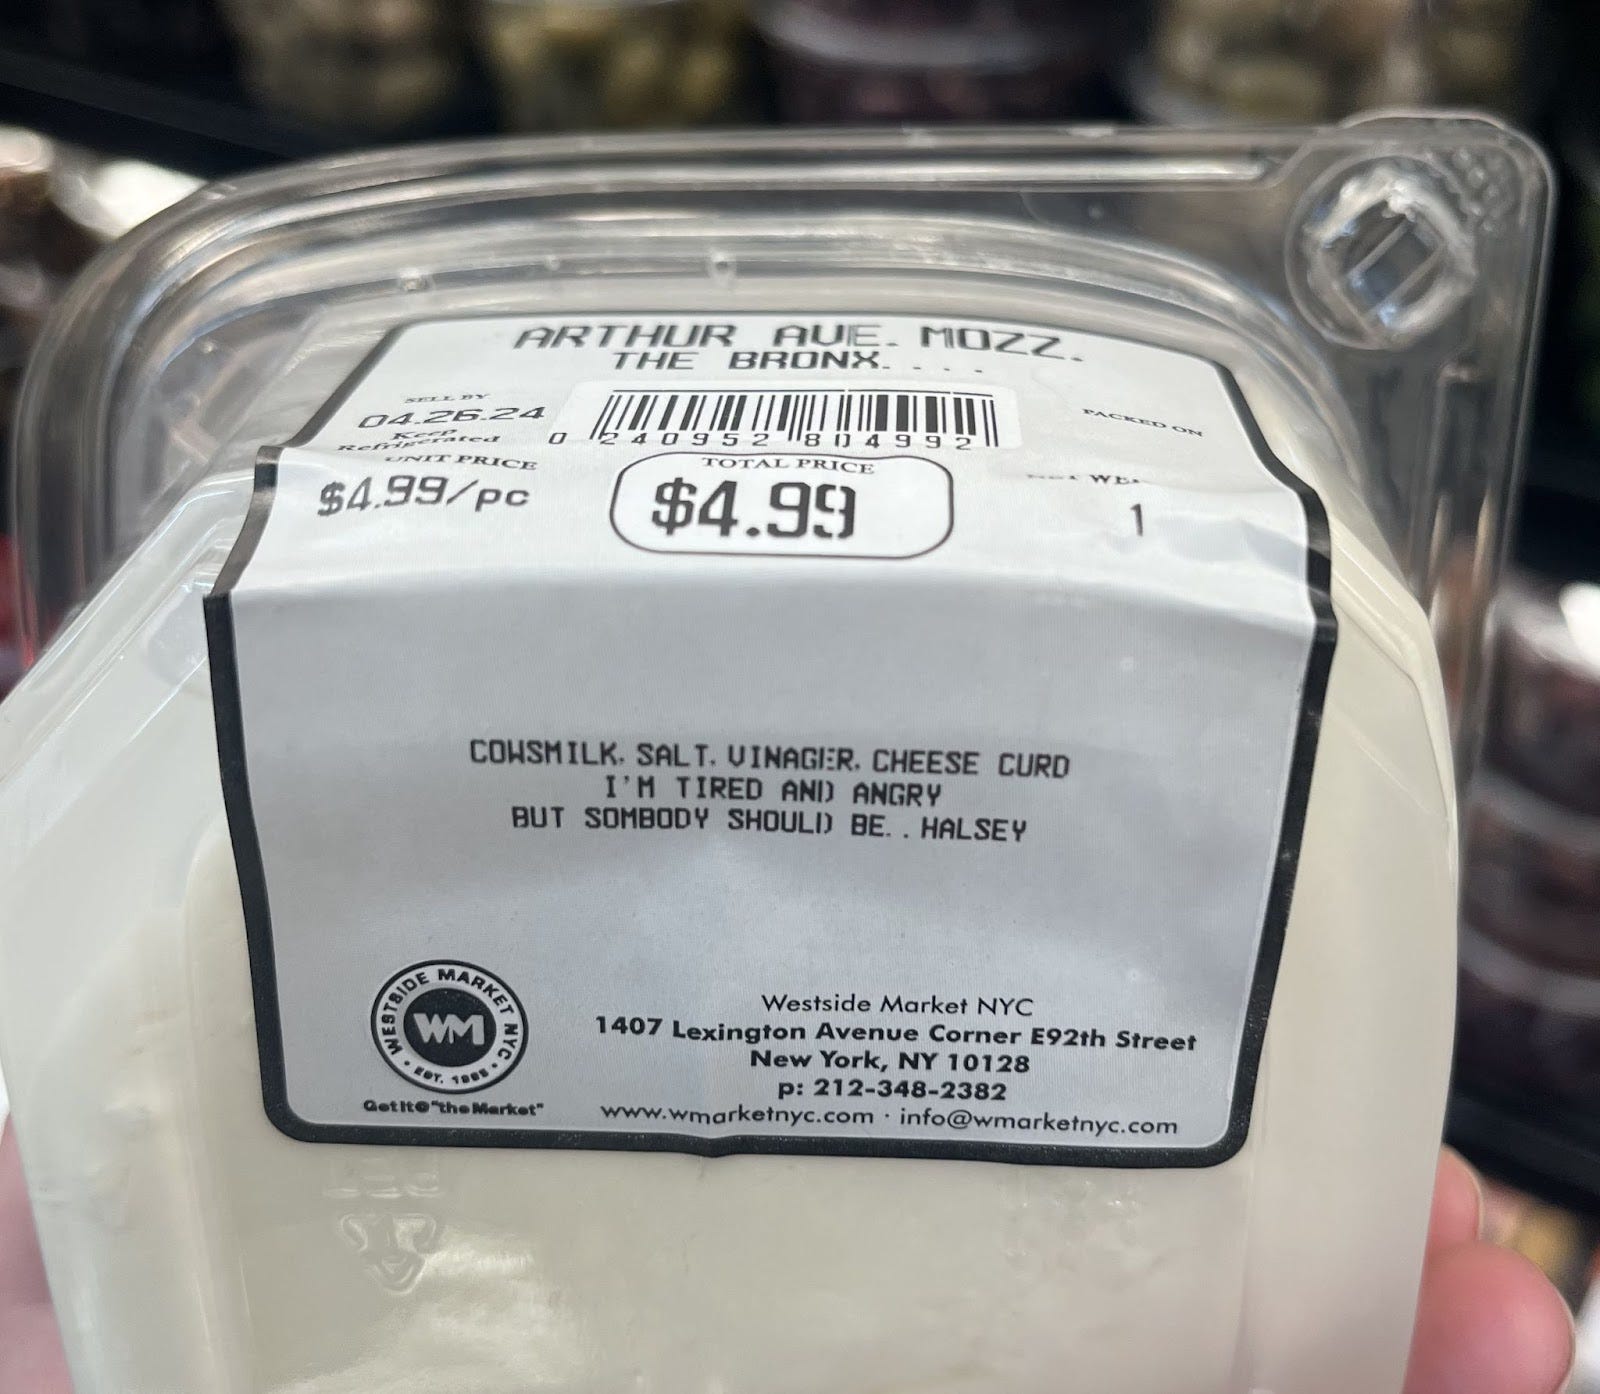 ARTHUR AVE. MOZZ.
THE BRONX. . . .
SELL BY
04.26.24
Keep
Refrigerated
0 240952 804992
PACKED ON
UNIT PRICE
$4.99/pc
TOTAL PRICE
$4.99
1
COWSMILK, SALT, VINAGIER, CHEESE CURD
I'M TIRED AND ANGRY
BUT SOMBODY SHOULD BE. . HALSEY
WESTSIDE MARKET NYC
WM
EST. 1965
Get It@"the Market"
Westside Market NYC
1407 Lexington Avenue Corner E92th Street
New York, NY 10128
p: 212-348-2382
www.wmarketnyc.com · info@wmarketnyc.com